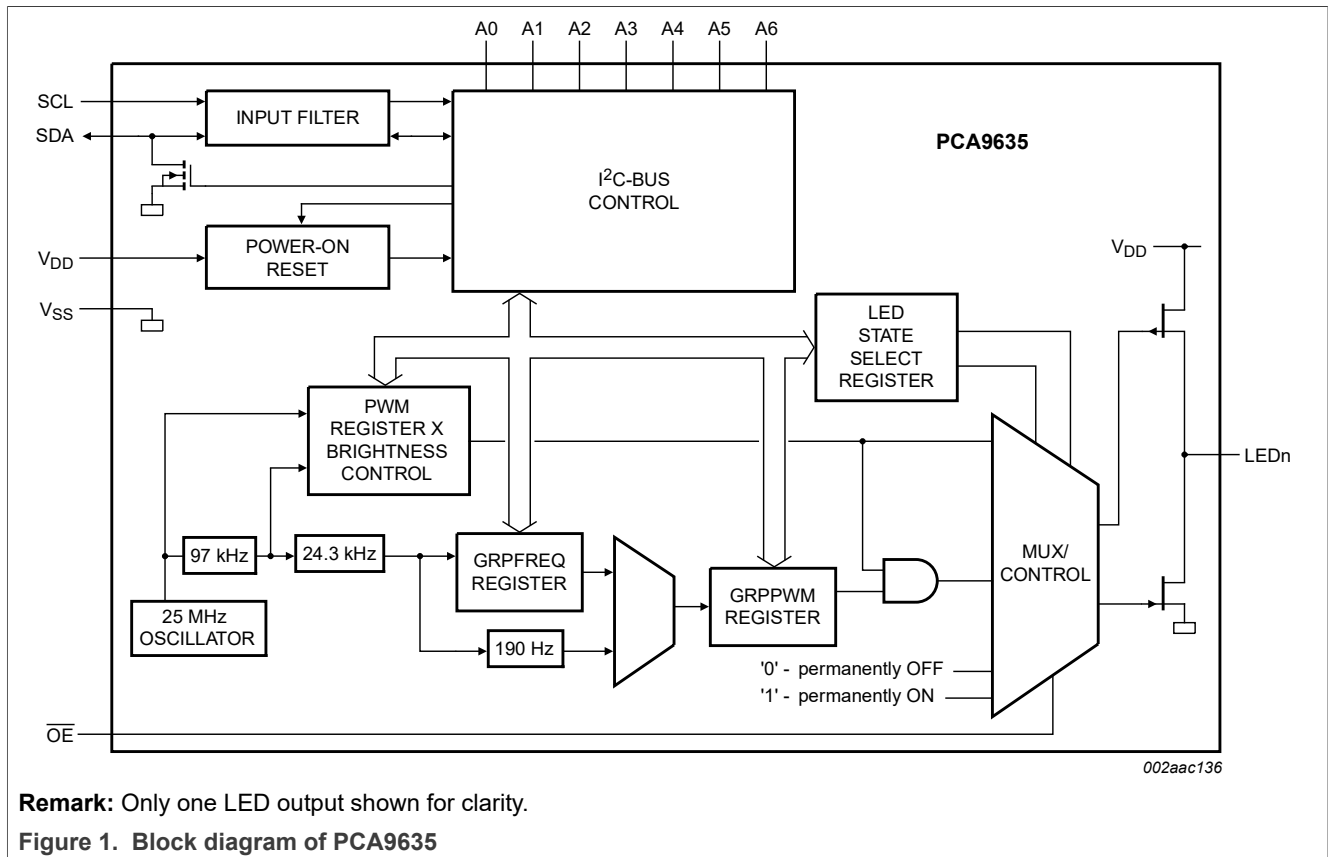 A0 A1 A2 A3 A4 A5 A6
SCL
SDA
INPUT FILTER
I²C-BUS
CONTROL
PCA9635
VDD
POWER-ON
RESET
VSS
VDD
LED
STATE
SELECT
REGISTER
PWM
REGISTER X
BRIGHTNESS
CONTROL
LEDn
97 kHz
24.3 kHz
GRPFREQ
REGISTER
GRPPWM
REGISTER
MUX/
CONTROL
25 MHz
OSCILLATOR
190 Hz
'0' - permanently OFF
'1' - permanently ON
O̅E̅
002aac136
Remark: Only one LED output shown for clarity.
Figure 1. Block diagram of PCA9635